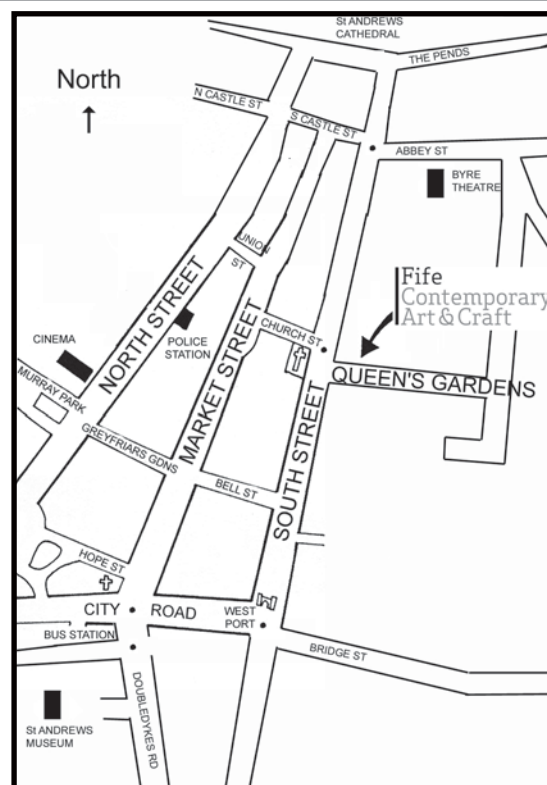 St ANDREWS
CATHEDRAL
THE PENDS
North
N CASTLE ST
S CASTLE ST
ABBEY ST
BYRE
THEATRE
UNION
ST
Fife
Contemporary
Art & Craft
NORTH STREET
MARKET STREET
CHURCH ST
POLICE
STATION
CINEMA
QUEEN'S GARDENS
MURRAY PARK
SOUTH STREET
GREYFRIARS GDNS
BELL ST
HOPE ST
CITY ROAD
WEST
PORT
BUS STATION
BRIDGE ST
DOUBLEDYKES RD
St ANDREWS
MUSEUM